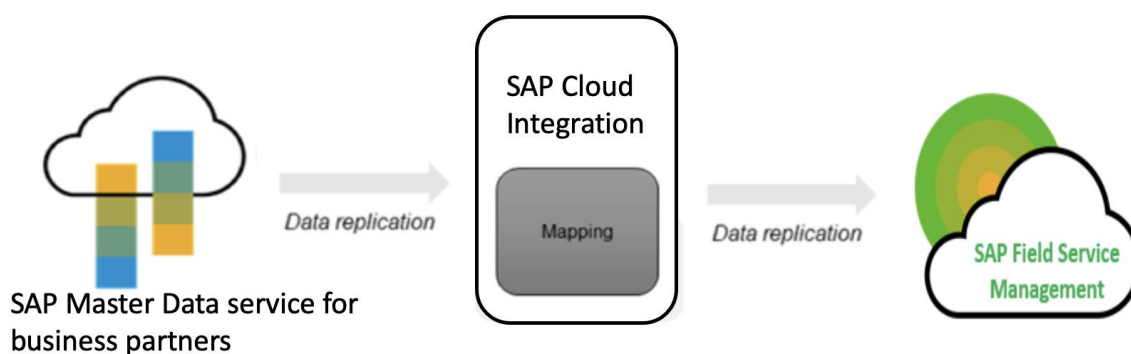 SAP Cloud
Integration
Mapping
Data replication
Data replication
SAP Field Service
Management
SAP Master Data service for
business partners